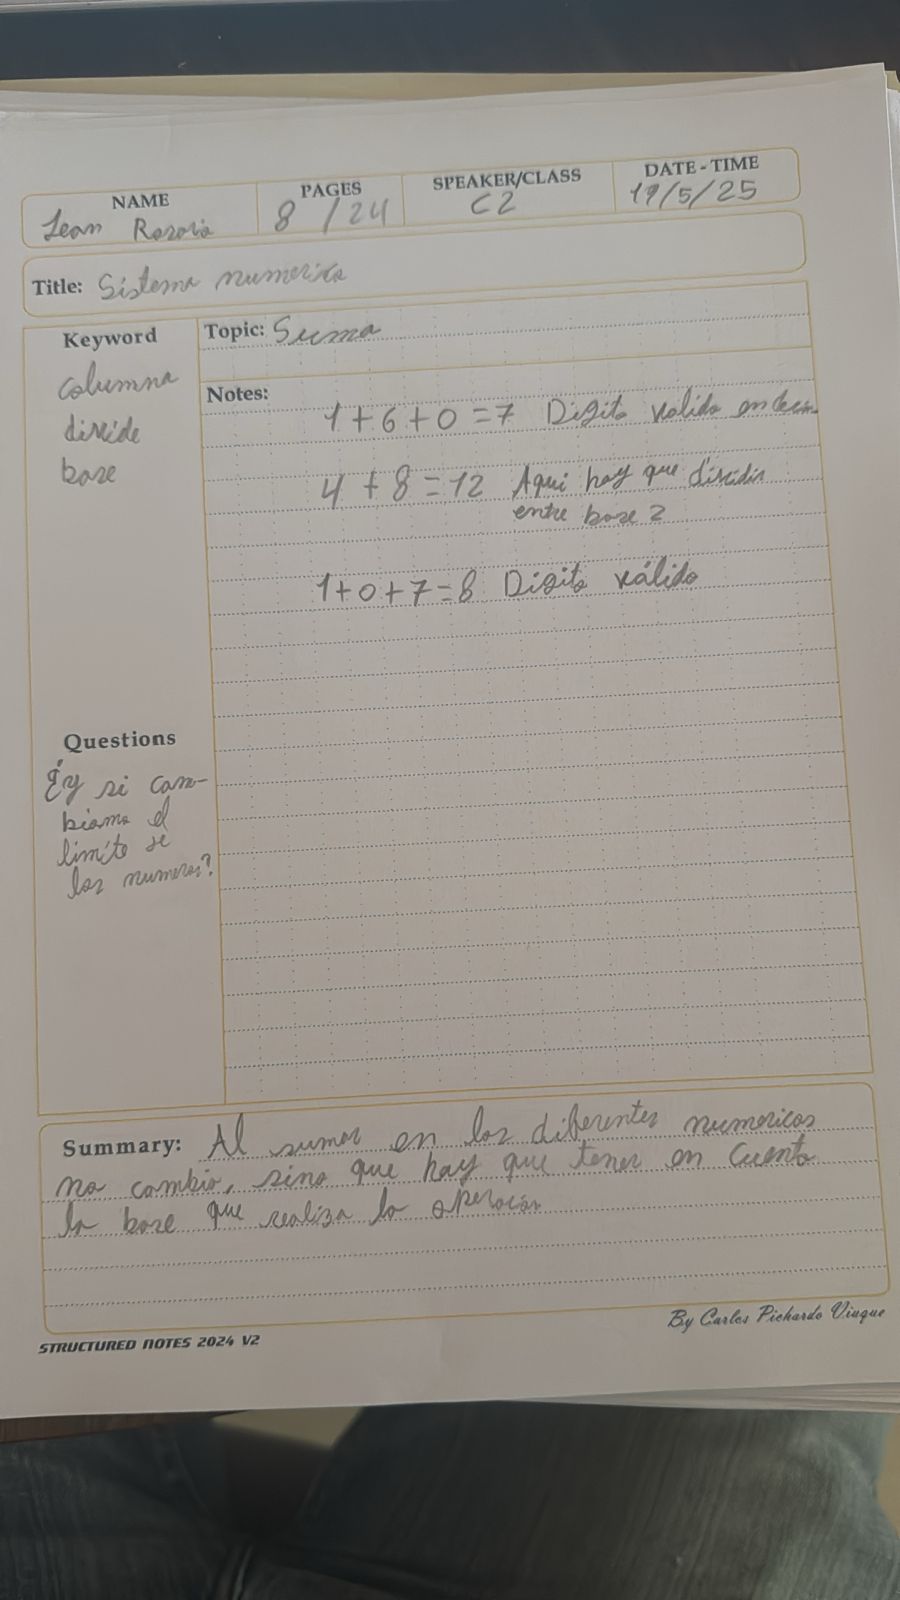 NAME PAGES SPEAKER/CLASS DATE-TIME
Jean Rosario 8 /24 C2 19/5/25
Title: Sistema numerico
Keyword
columna
divide
base
Topic: Suma
Notes:
1+6+0=7 Digito valido en
4+8=12 Aqui hay que dividir
entre base 2
1+0+7=8 Digito válido
Questions
¿y si cam-
biamo el
limite de
los numeros?
Summary: Al sumar en los diferentes numericos
no cambia, sino que hay que tener en cuenta
la base que realiza la operación
By Carlos Pichardo Viuque
STRUCTURED NOTES 2024 V2